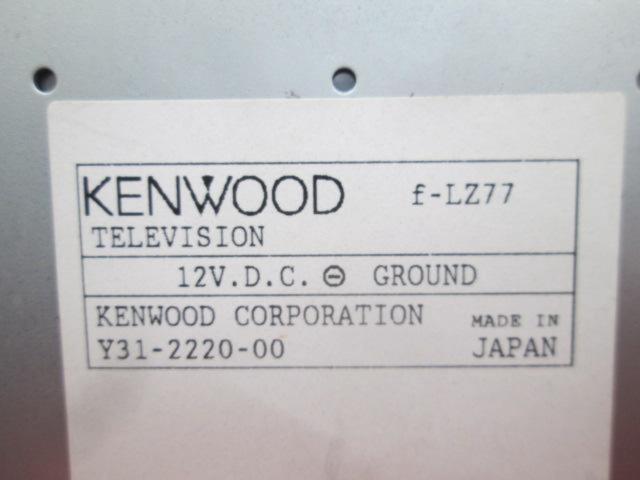 KENWOOD f-LZ77
TELEVISION
12V.D.C. ⊖ GROUND
KENWOOD CORPORATION MADE IN
Y31-2220-00 JAPAN